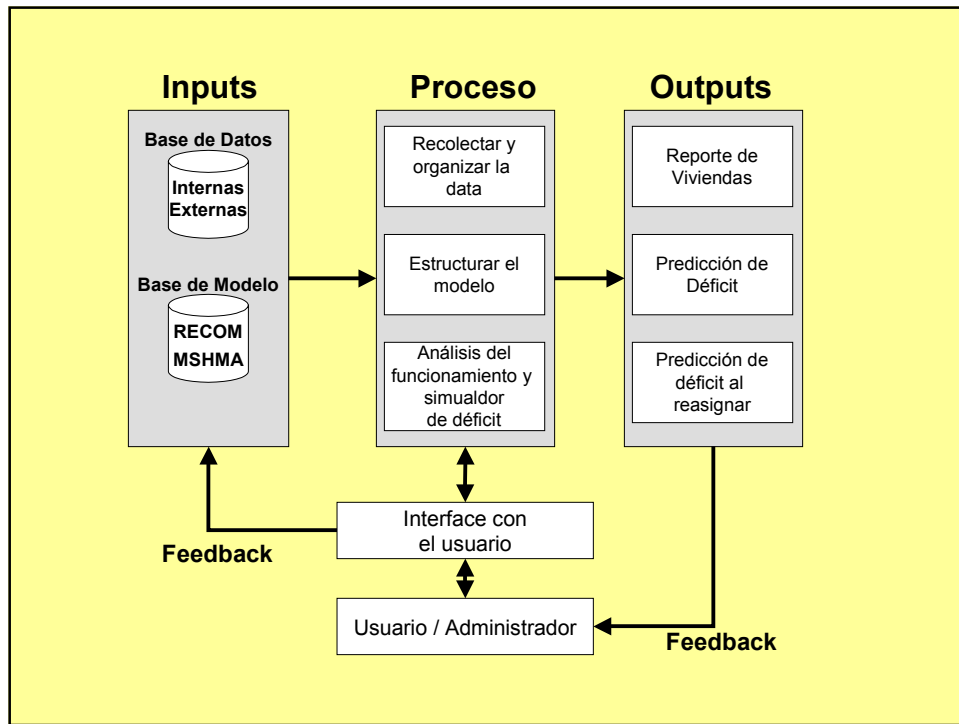 Inputs
Base de Datos
Internas
Externas
Base de Modelo
RECOM
MSHMA
Proceso
Recolectar y
organizar la
data
Estructurar el
modelo
Análisis del
funcionamiento y
simualdor
de déficit
Outputs
Reporte de
Viviendas
Predicción de
Déficit
Predicción de
déficit al
reasignar
Interface con
el usuario
Feedback
Usuario / Administrador
Feedback